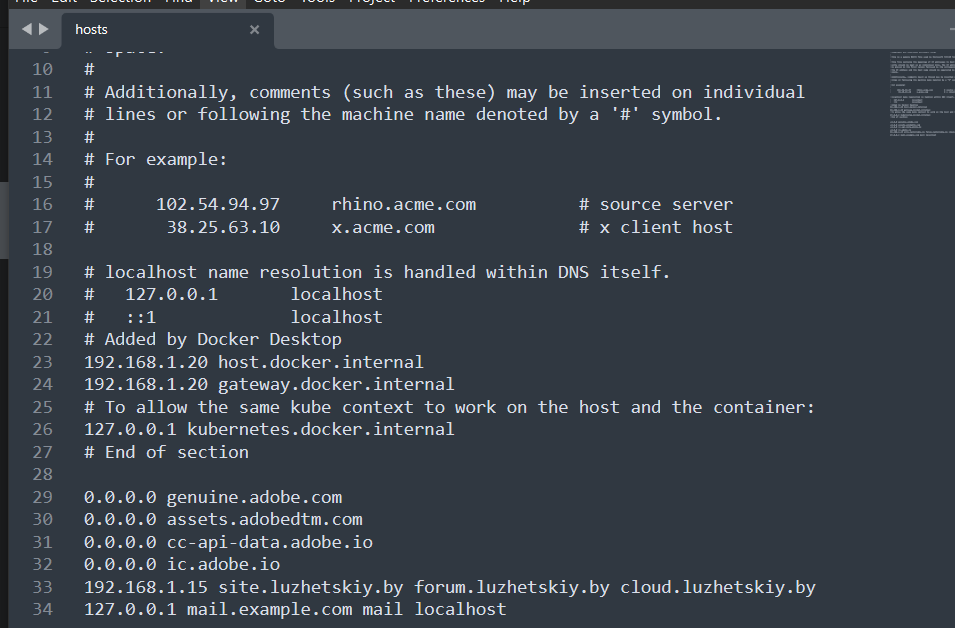 View Goto Tools Project Preferences Help
hosts
10 #
11 # Additionally, comments (such as these) may be inserted on individual
12 # lines or following the machine name denoted by a '#' symbol.
13 #
14 # For example:
15 #
16 # 102.54.94.97 rhino.acme.com # source server
17 # 38.25.63.10 x.acme.com # x client host
18
19 # localhost name resolution is handled within DNS itself.
20 # 127.0.0.1 localhost
21 # ::1 localhost
22 # Added by Docker Desktop
23 192.168.1.20 host.docker.internal
24 192.168.1.20 gateway.docker.internal
25 # To allow the same kube context to work on the host and the container:
26 127.0.0.1 kubernetes.docker.internal
27 # End of section
28
29 0.0.0.0 genuine.adobe.com
30 0.0.0.0 assets.adobedtm.com
31 0.0.0.0 cc-api-data.adobe.io
32 0.0.0.0 ic.adobe.io
33 192.168.1.15 site.luzhetskiy.by forum.luzhetskiy.by cloud.luzhetskiy.by
34 127.0.0.1 mail.example.com mail localhost